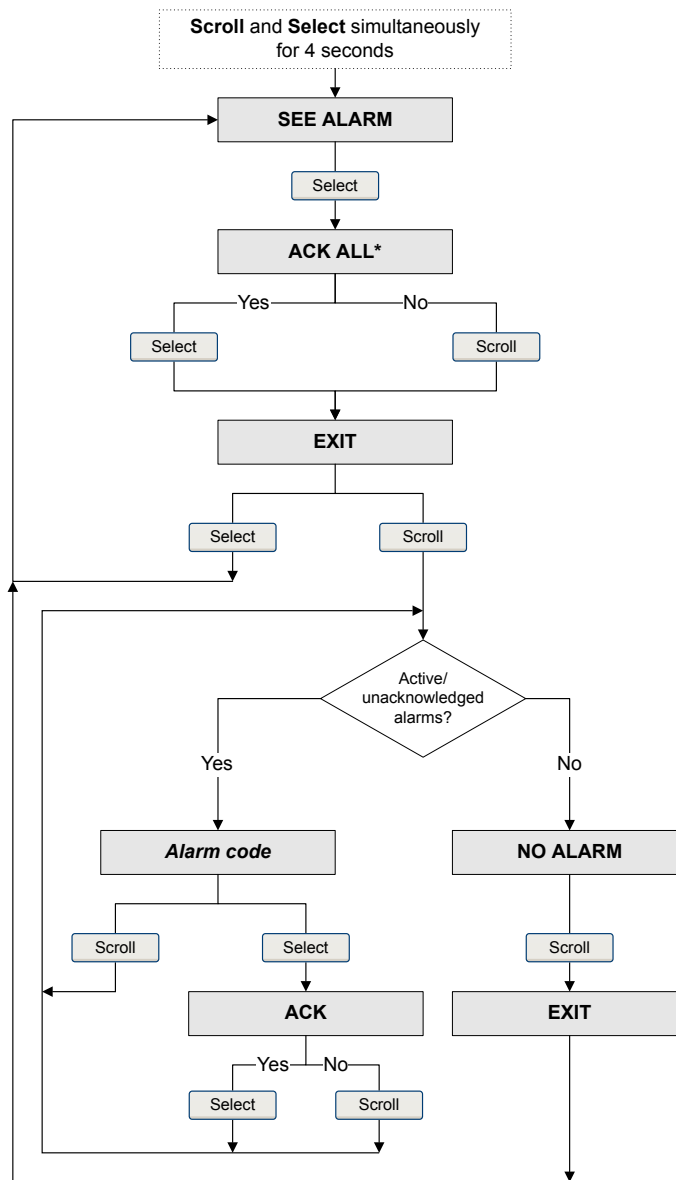 Scroll and Select simultaneously
for 4 seconds
SEE ALARM
Select
ACK ALL*
Yes
No
Select
Scroll
EXIT
Select
Scroll
Active/
unacknowledged
alarms?
Yes
No
Alarm code
NO ALARM
Scroll
Select
Scroll
ACK
EXIT
Yes
No
Select
Scroll